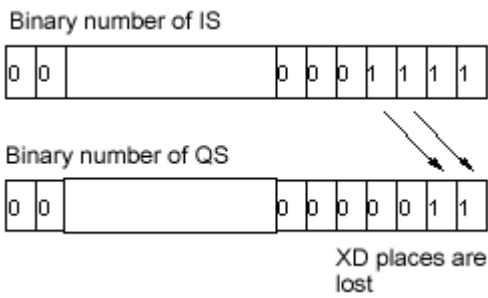 Binary number of IS
0 0 0 0 0 1 1 1 1
Binary number of QS
0 0 0 0 0 0 0 1 1
XD places are
lost